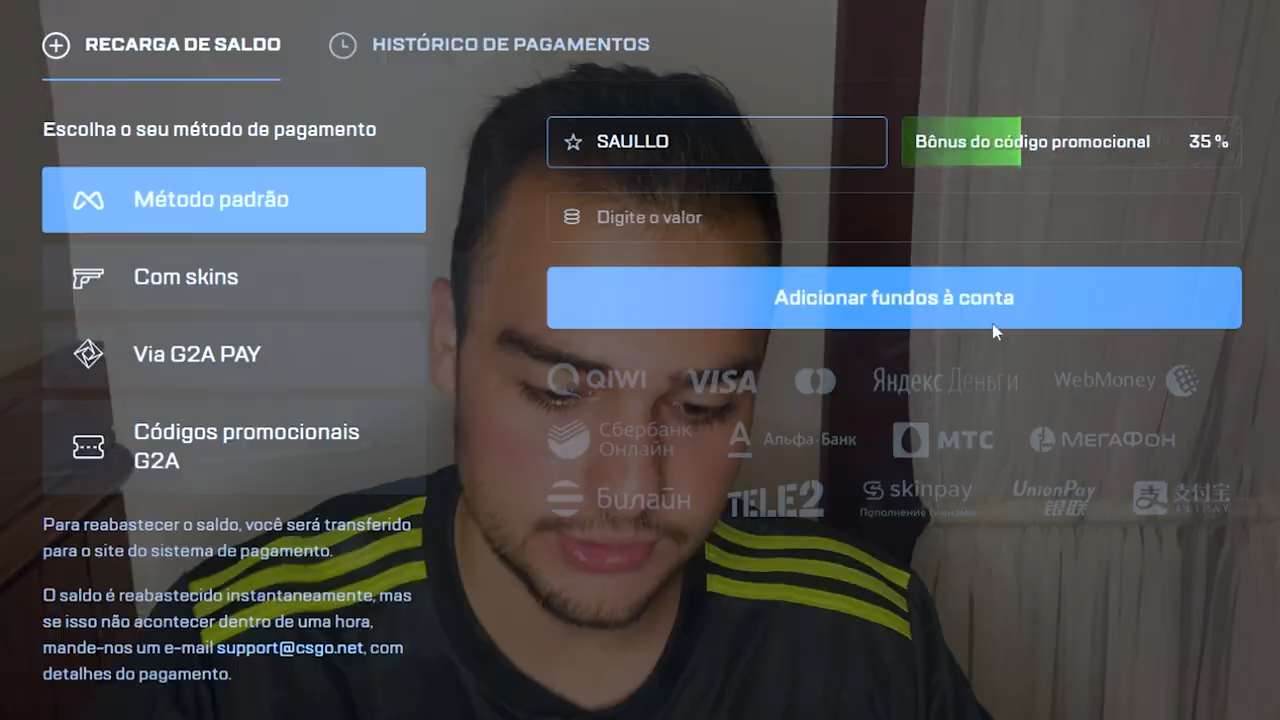 RECARGA DE SALDO
HISTÓRICO DE PAGAMENTOS
Escolha o seu método de pagamento
Método padrão
Com skins
Via G2A PAY
Códigos promocionais
G2A
Para reabastecer o saldo, você será transferido
para o site do sistema de pagamento.
O saldo é reabastecido instantaneamente, mas
se isso não acontecer dentro de uma hora,
mande-nos um e-mail support@csgo.net, com
detalhes do pagamento.
SAULLO
Bônus do código promocional 35 %
Digite o valor
Adicionar fundos à conta
QIWI VISA Яндекс Деньги WebMoney
Сбербанк
Онлайн
Альфа·Банк МТС МЕГАФОН
Билайн TELE2 skinpay
UnionPay
银联
支付宝
ALIPAY